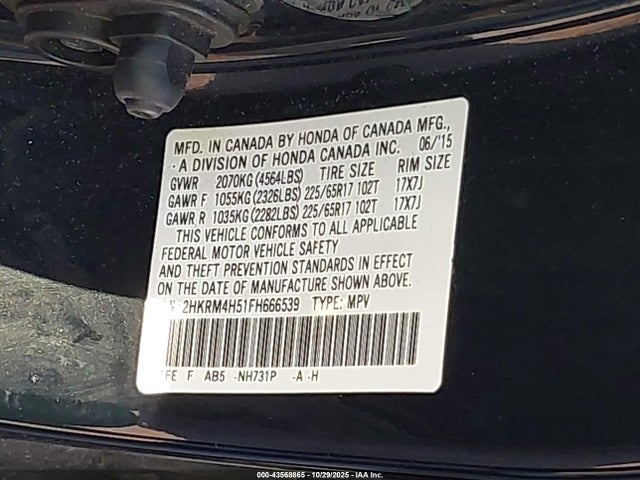 MFD. IN CANADA BY HONDA OF CANADA MFG.,
A DIVISION OF HONDA CANADA INC. 06/'15
GVWR 2070KG(4564LBS) TIRE SIZE RIM SIZE
GAWR F 1055KG(2326LBS) 225/65R17 102T 17X7J
GAWR R 1035KG(2282LBS) 225/65R17 102T 17X7J
THIS VEHICLE CONFORMS TO ALL APPLICABLE
FEDERAL MOTOR VEHICLE SAFETY
AND THEFT PREVENTION STANDARDS IN EFFECT
ON THE DATE OF MANUFACTURE SHOWN ABOVE.
2HKRM4H51FH666539 TYPE: MPV
FE F AB5 -NH731P -A -H
00-43568865 - 10/29/2025 - IAA Inc.